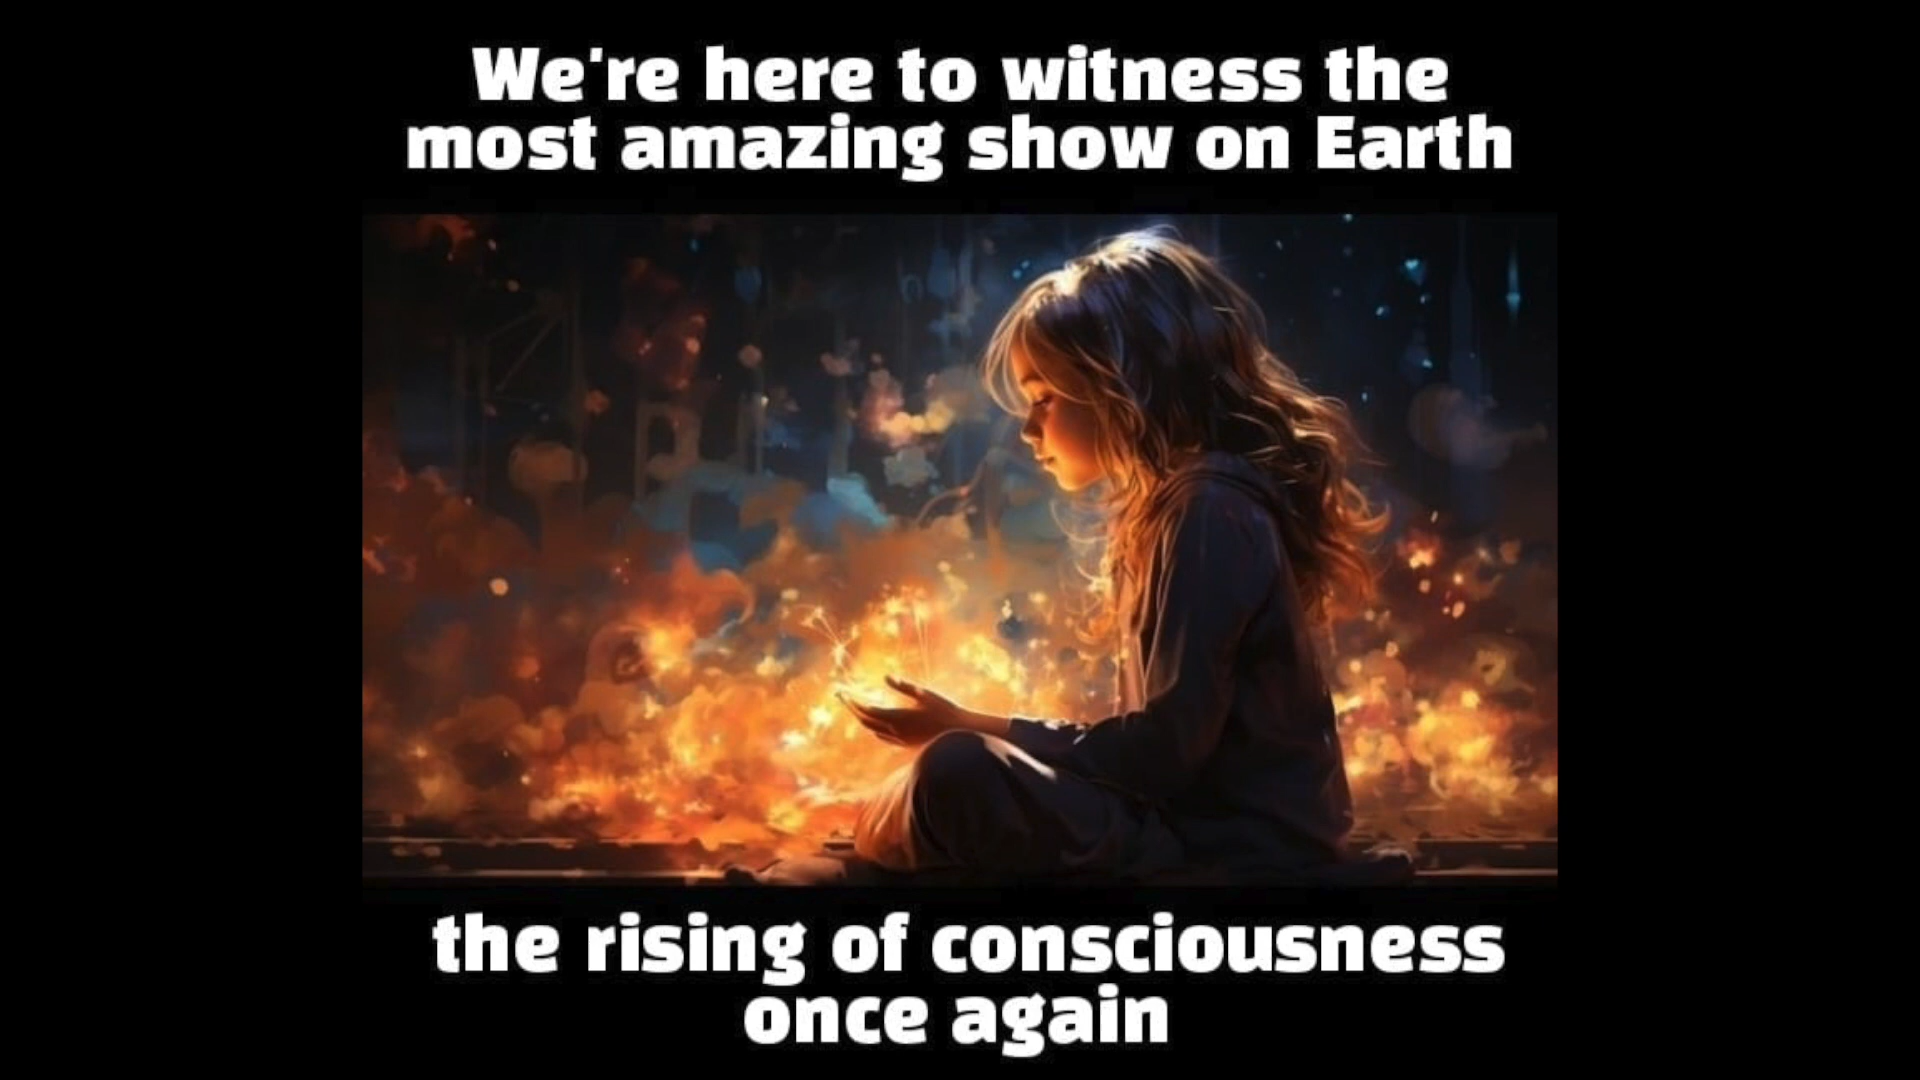 We're here to witness the
most amazing show on Earth
the rising of consciousness
once again